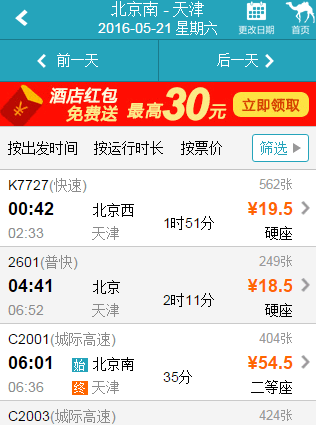 北京南 - 天津
2016-05-21 星期六
更改日期
首页
前一天
后一天
酒店红包
免费送
最高30元
立即领取
按出发时间 按运行时长 按票价 筛选
K7727(快速) 562张
00:42 北京西 ¥19.5
1时51分
02:33 天津 硬座
2601(普快) 249张
04:41 北京 ¥18.5
2时11分
06:52 天津 硬座
C2001(城际高速) 404张
06:01 始 北京南 ¥54.5
35分
06:36 终 天津 二等座
C2003(城际高速) 424张